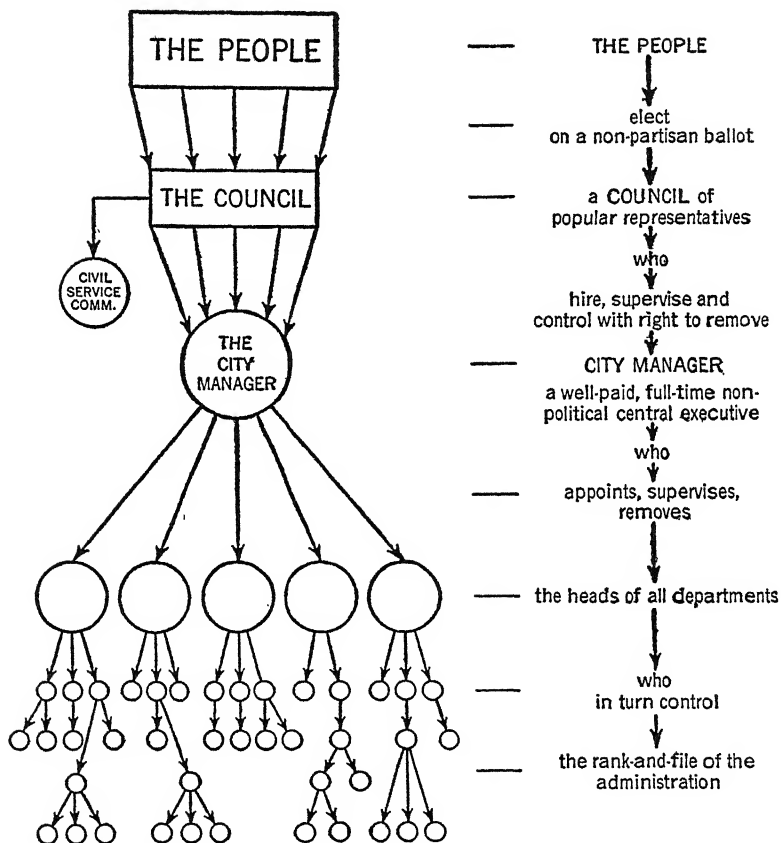 THE PEOPLE
THE COUNCIL
CIVIL
SERVICE
COMM.
THE
CITY
MANAGER
THE PEOPLE
elect
on a non-partisan ballot
a COUNCIL of
popular representatives
who
hire, supervise and
control with right to remove
CITY MANAGER
a well-paid, full-time non-
political central executive
who
appoints, supervises,
removes
the heads of all departments
who
in turn control
the rank-and-file of the
administration